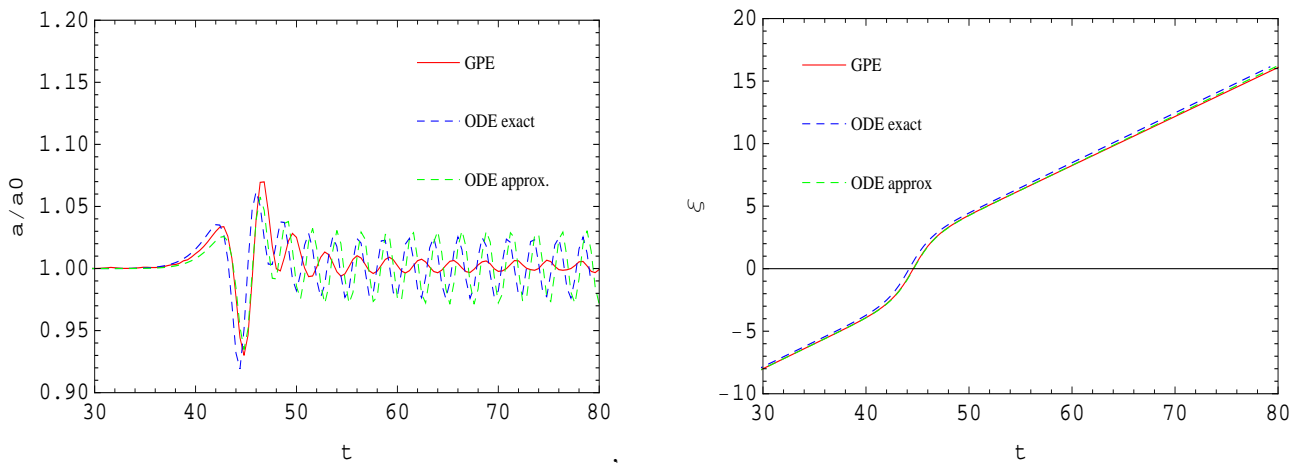 1.20
1.15
1.10
1.05
1.00
0.95
0.90
a/a0
GPE
ODE exact
ODE approx.
30 40 50 60 70 80
t
,
20
15
10
5
0
-5
-10
ξ
GPE
ODE exact
ODE approx
30 40 50 60 70 80
t